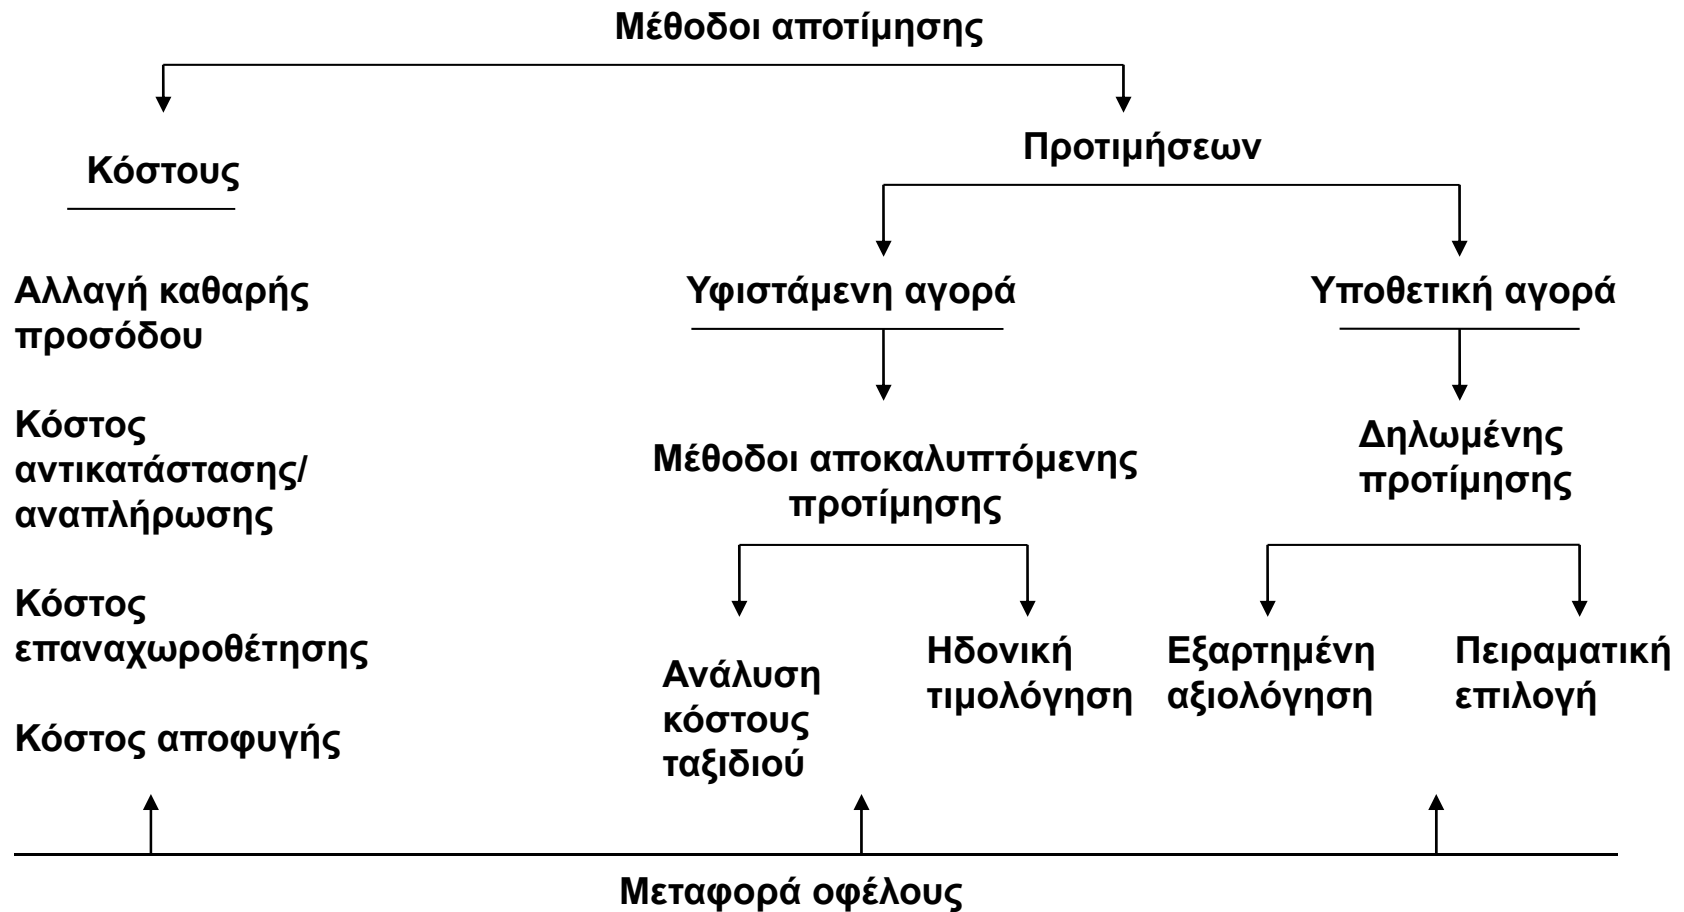 Μέθοδοι αποτίμησης
Κόστους
Προτιμήσεων
Αλλαγή καθαρής
προσόδου
Υφιστάμενη αγορά
Υποθετική αγορά
Κόστος
αντικατάστασης/
αναπλήρωσης
Μέθοδοι αποκαλυπτόμενης
προτίμησης
Δηλωμένης
προτίμησης
Κόστος
επαναχωροθέτησης
Κόστος αποφυγής
Ανάλυση
κόστους
ταξιδιού
Ηδονική
τιμολόγηση
Εξαρτημένη
αξιολόγηση
Πειραματική
επιλογή
Μεταφορά οφέλους